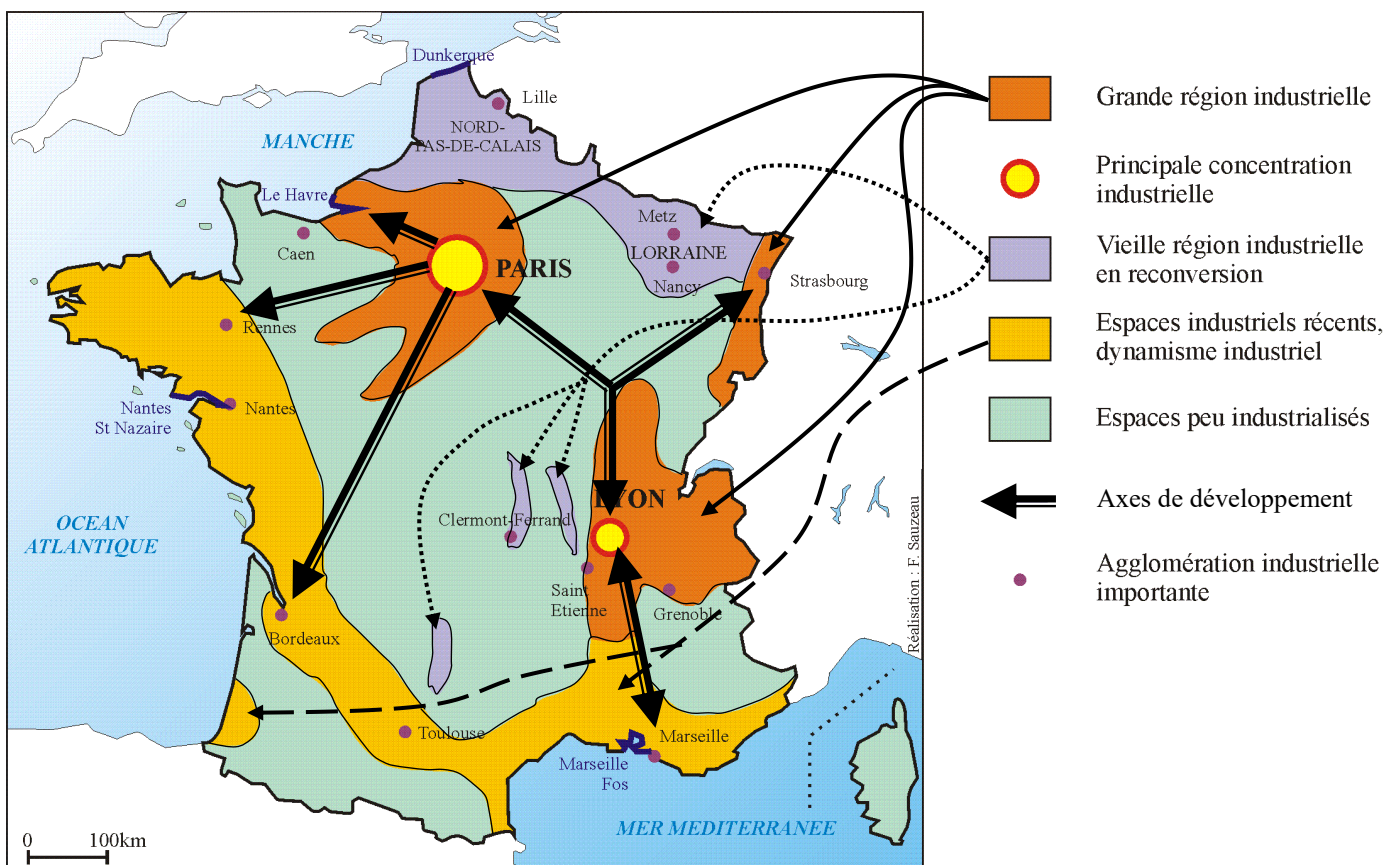 Dunkerque
Lille
NORD-
PAS-DE-CALAIS
MANCHE
Le Havre
Caen
Metz
LORRAINE
Nancy
Strasbourg
PARIS
Rennes
Nantes
St Nazaire
Nantes
OCEAN
ATLANTIQUE
LYON
Clermont-Ferrand
Saint
Etienne
Grenoble
Bordeaux
Toulouse
Marseille
Marseille
Fos
MER MEDITERRANEE
0 100km
Réalisation : F. Sauzeau
Grande région industrielle
Principale concentration
industrielle
Vieille région industrielle
en reconversion
Espaces industriels récents,
dynamisme industriel
Espaces peu industrialisés
Axes de développement
Agglomération industrielle
importante